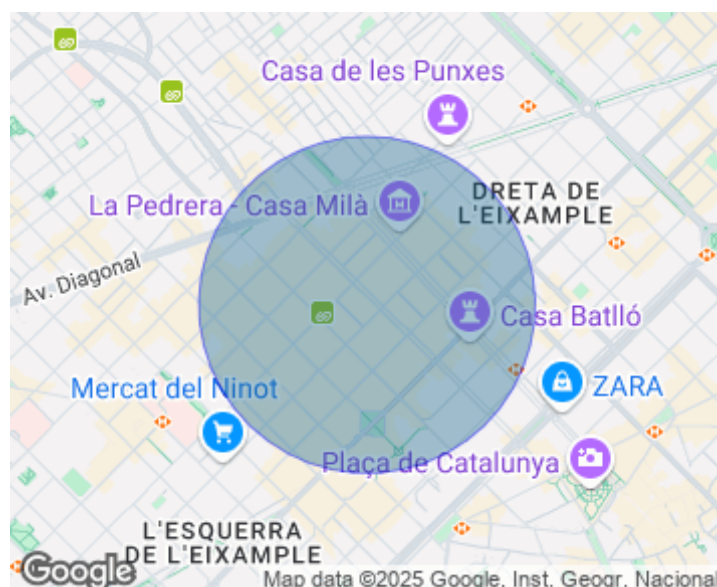 Casa de les Punxes
La Pedrera - Casa Milà
DRETA DE
L'EIXAMPLE
Av. Diagonal
Casa Batlló
Mercat del Ninot
ZARA
Plaça de Catalunya
L'ESQUERRA
DE L'EIXAMPLE
Google
Map data ©2025 Google, Inst. Geogr. Nacional